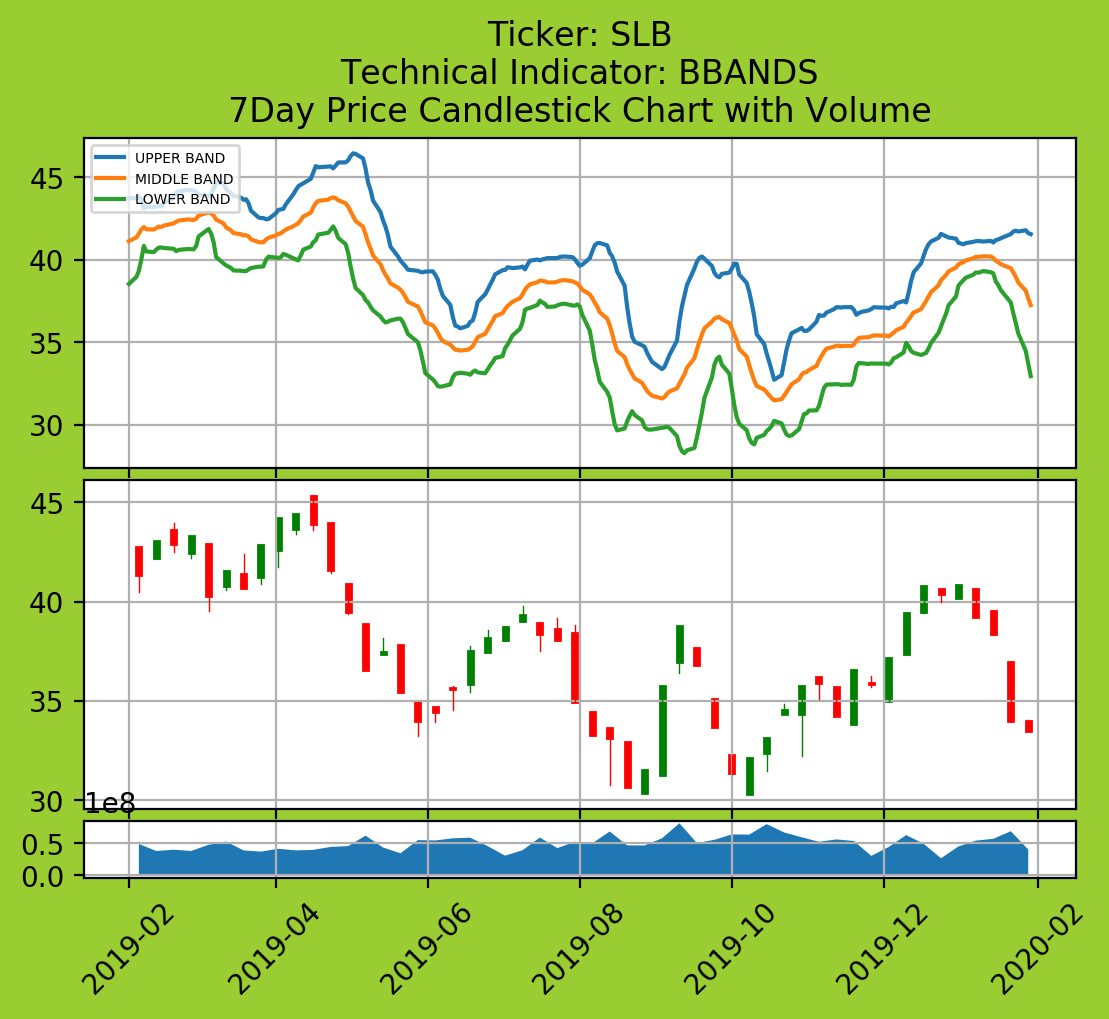 Ticker: SLB
Technical Indicator: BBANDS
7Day Price Candlestick Chart with Volume
UPPER BAND
MIDDLE BAND
LOWER BAND
45
40
35
30
45
40
35
30
1e8
0.5
0.0
2019-02
2019-04
2019-06
2019-08
2019-10
2019-12
2020-02